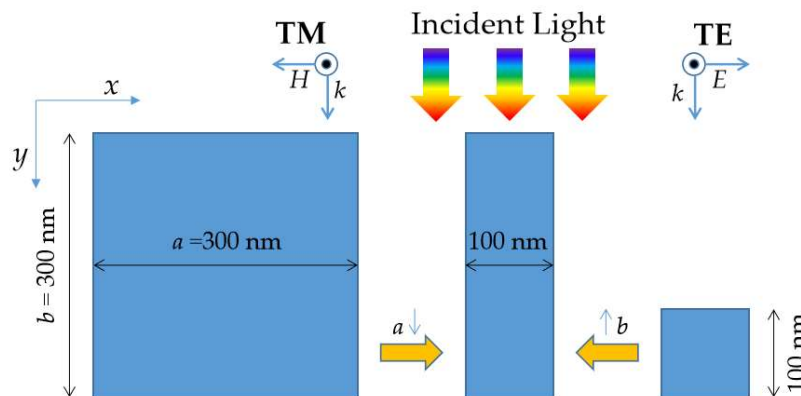 TM
Incident Light
TE
H
k
k
E
x
y
b = 300 nm
a =300 nm
100 nm
a
b
100 nm